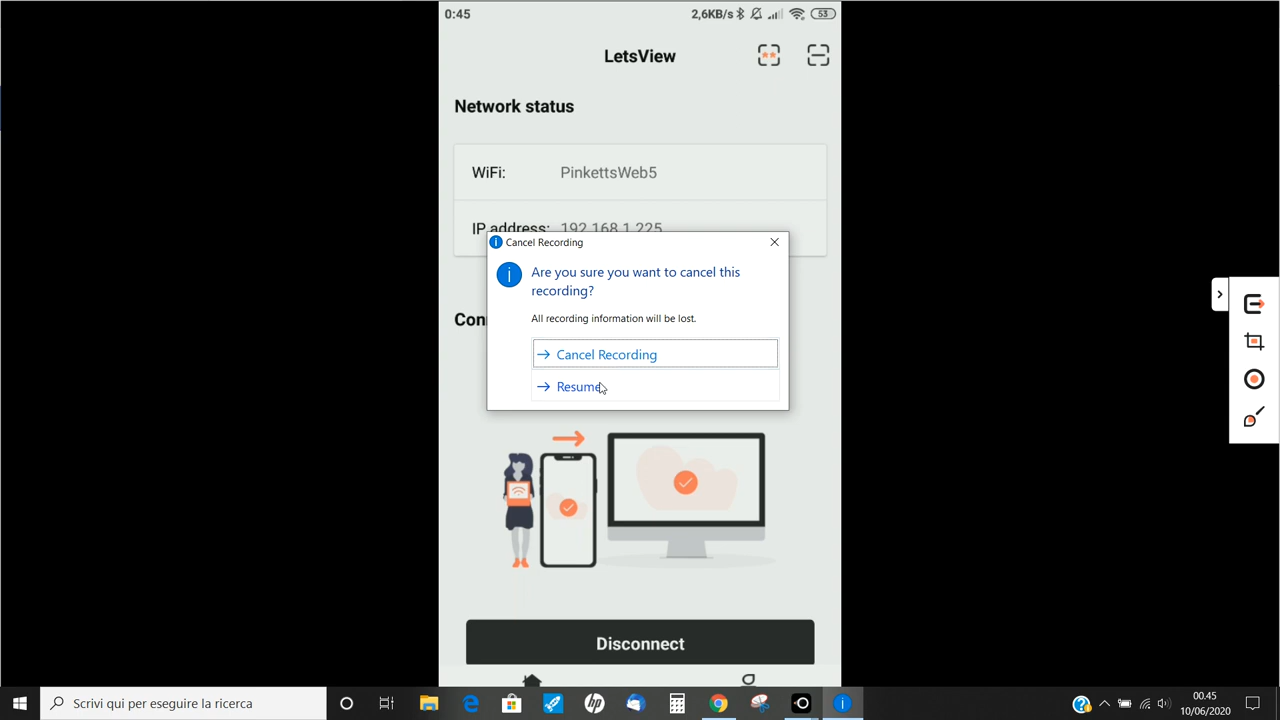 0:45
2,6KB/s
53
LetsView
Network status
WiFi: PinkettsWeb5
IP address: 192.168.1.225
Cancel Recording
Are you sure you want to cancel this
recording?
All recording information will be lost.
Con
Cancel Recording
Resume
Disconnect
Scrivi qui per eseguire la ricerca
00.45
10/06/2020